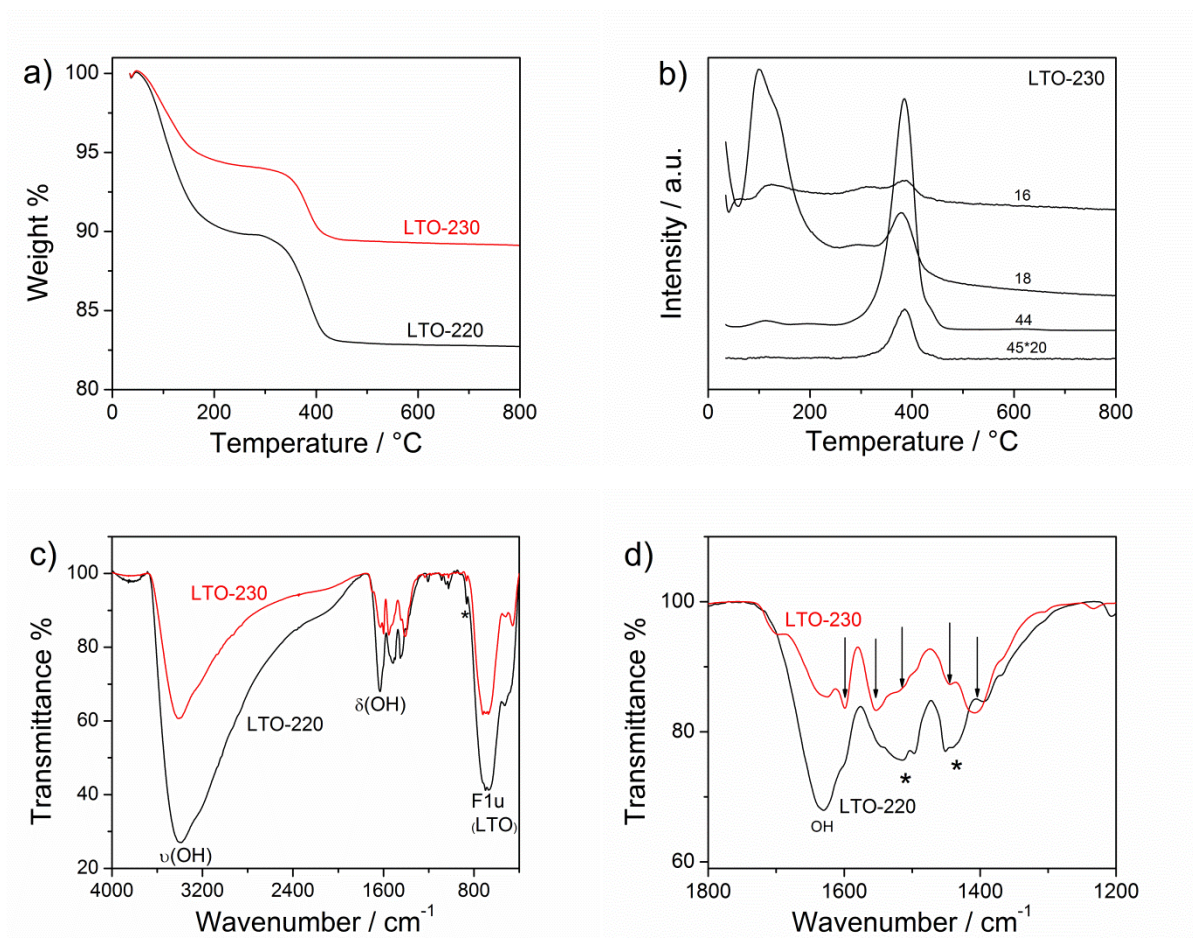 a)
100
95
90
85
80
Weight %
LTO-230
LTO-220
0 200 400 600 800
Temperature / °C
b)
LTO-230
Intensity / a.u.
16
18
44
45*20
0 200 400 600 800
Temperature / °C
c)
100
80
60
40
20
Transmittance %
LTO-230
LTO-220
*
δ(OH)
F1u
(LTO)
υ(OH)
4000 3200 2400 1600 800
Wavenumber / cm-1
d)
100
80
60
Transmittance %
LTO-230
*
*
LTO-220
OH
1800 1600 1400 1200
Wavenumber / cm-1